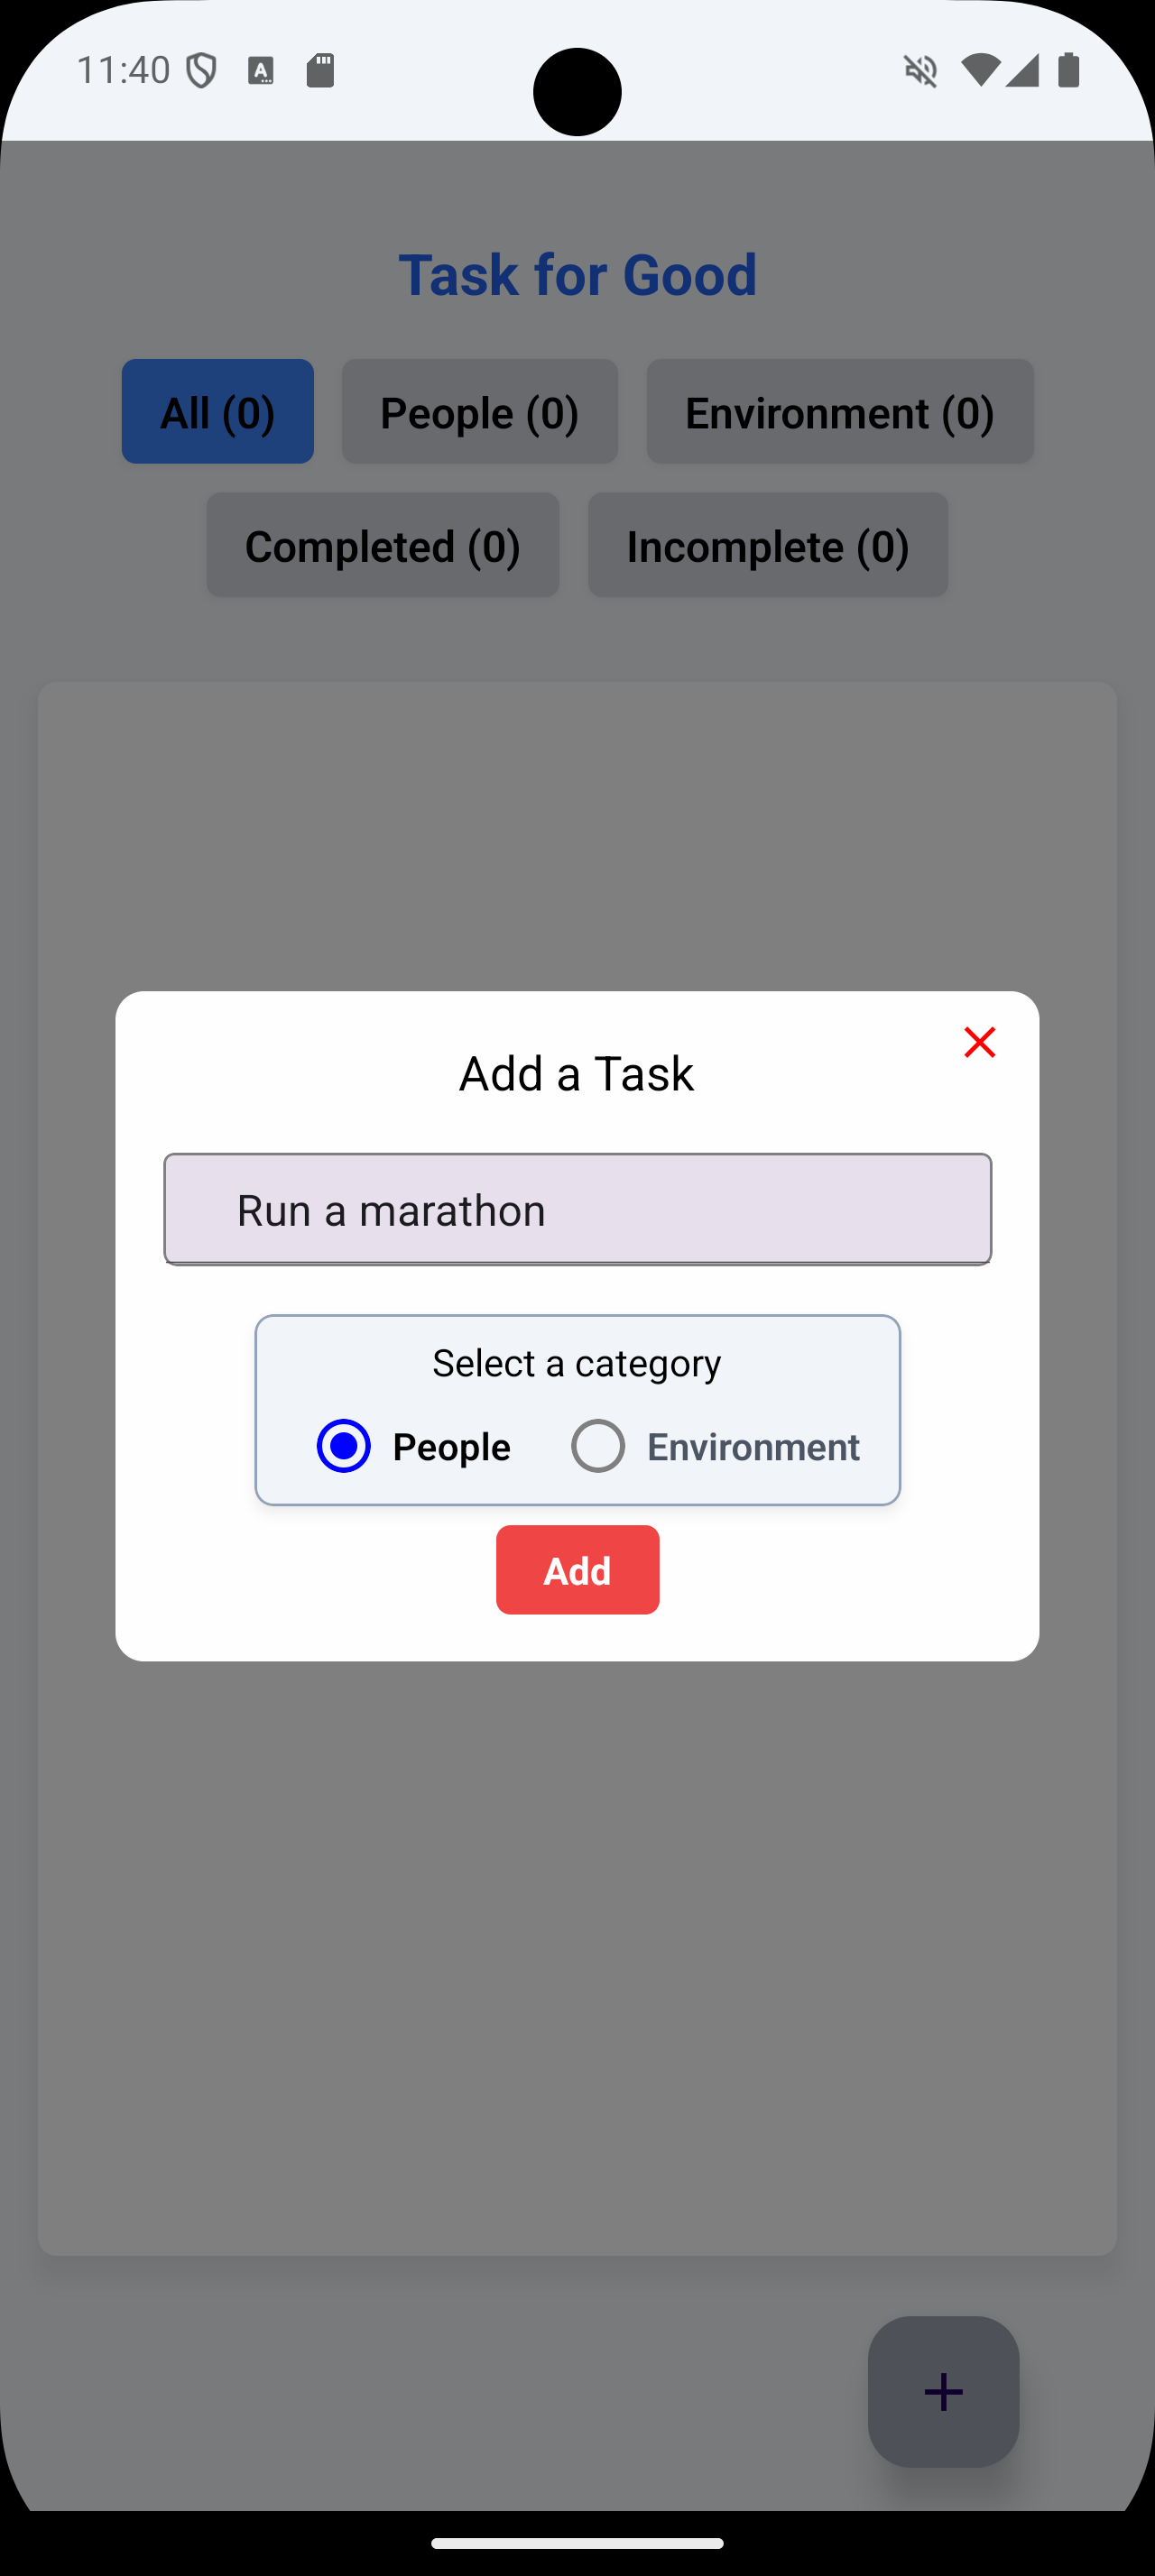 11:40
Task for Good
All (0) People (0) Environment (0)
Completed (0) Incomplete (0)
Add a Task
Run a marathon
Select a category
People Environment
Add